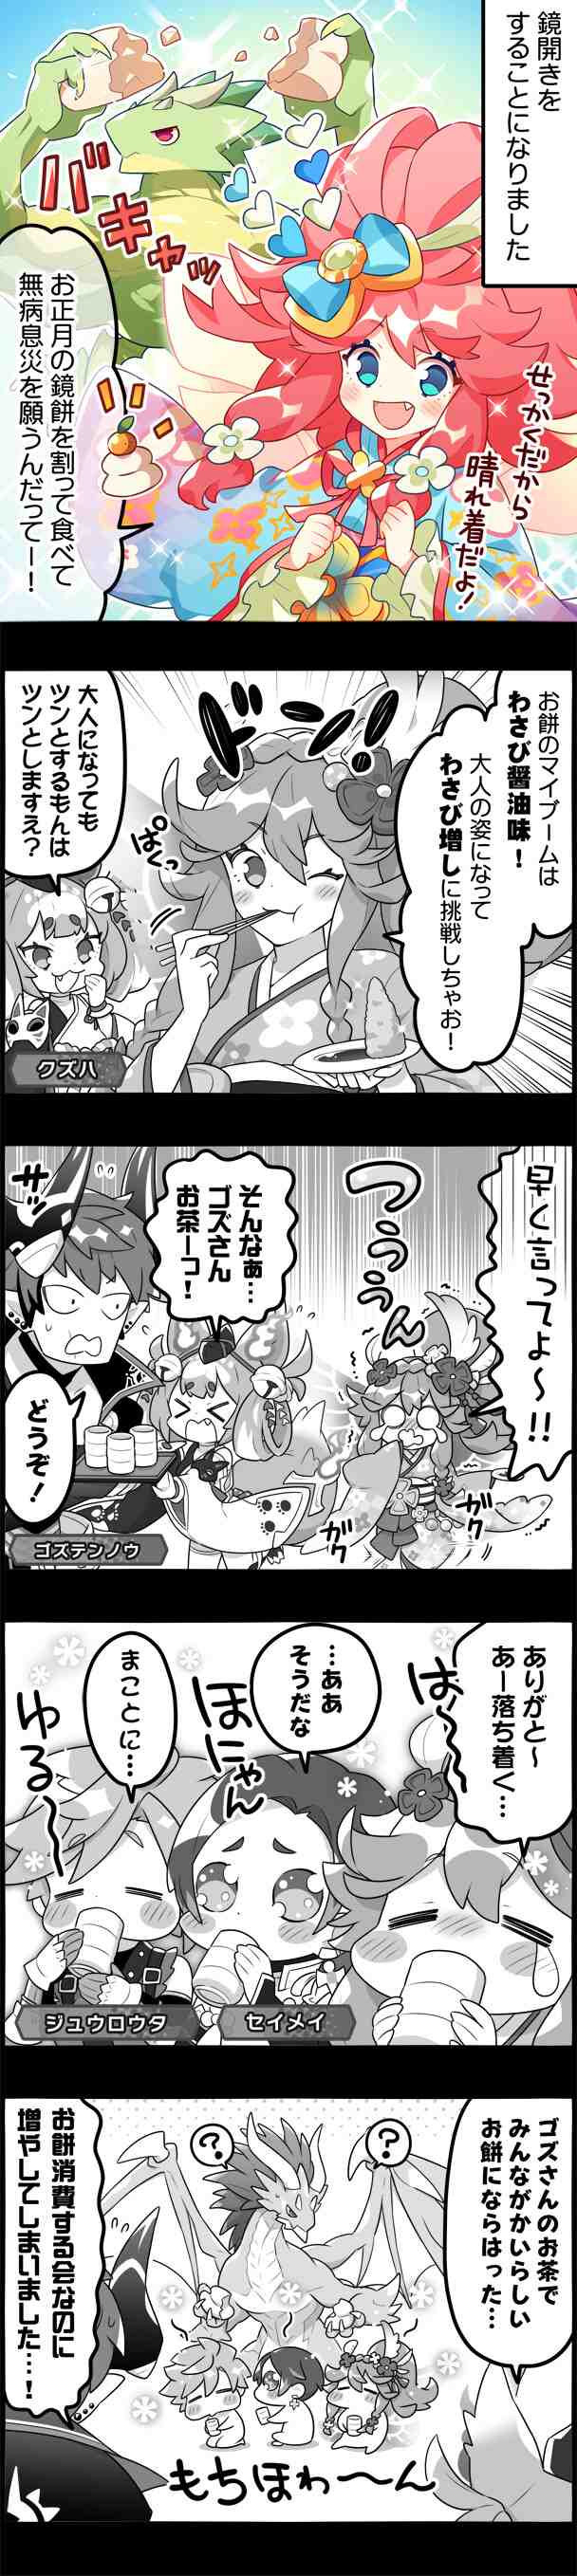 鏡開きを
することになりました
バキャッ
せっかくだから
晴れ着だよ!
お正月の鏡餅を割って食べて
無病息災を願うんだってー!
お餅のマイブームは
わさび醤油味!
大人の姿になって
わさび増しに挑戦しちゃお!
ドーン!
ぱくっ
大人になっても
ツンとするもんは
ツンとしますえ?
クズハ
早く言ってよ～!!
つううん
ガク
ガク
そんなぁ…
ゴズさん
お茶一つ!
サッ
どうぞ!
ゴズテンノウ
ありがと～
あー落ち着く…
は～
…ああ
そうだな
ほにゃん
まことに…
ゆる～
セイメイ
ジュウロウタ
ゴズさんのお茶で
みんながかいらしい
お餅にならはった…
?
?
お餅消費する会なのに
増やしてしまいました…!
もちほわ～ん